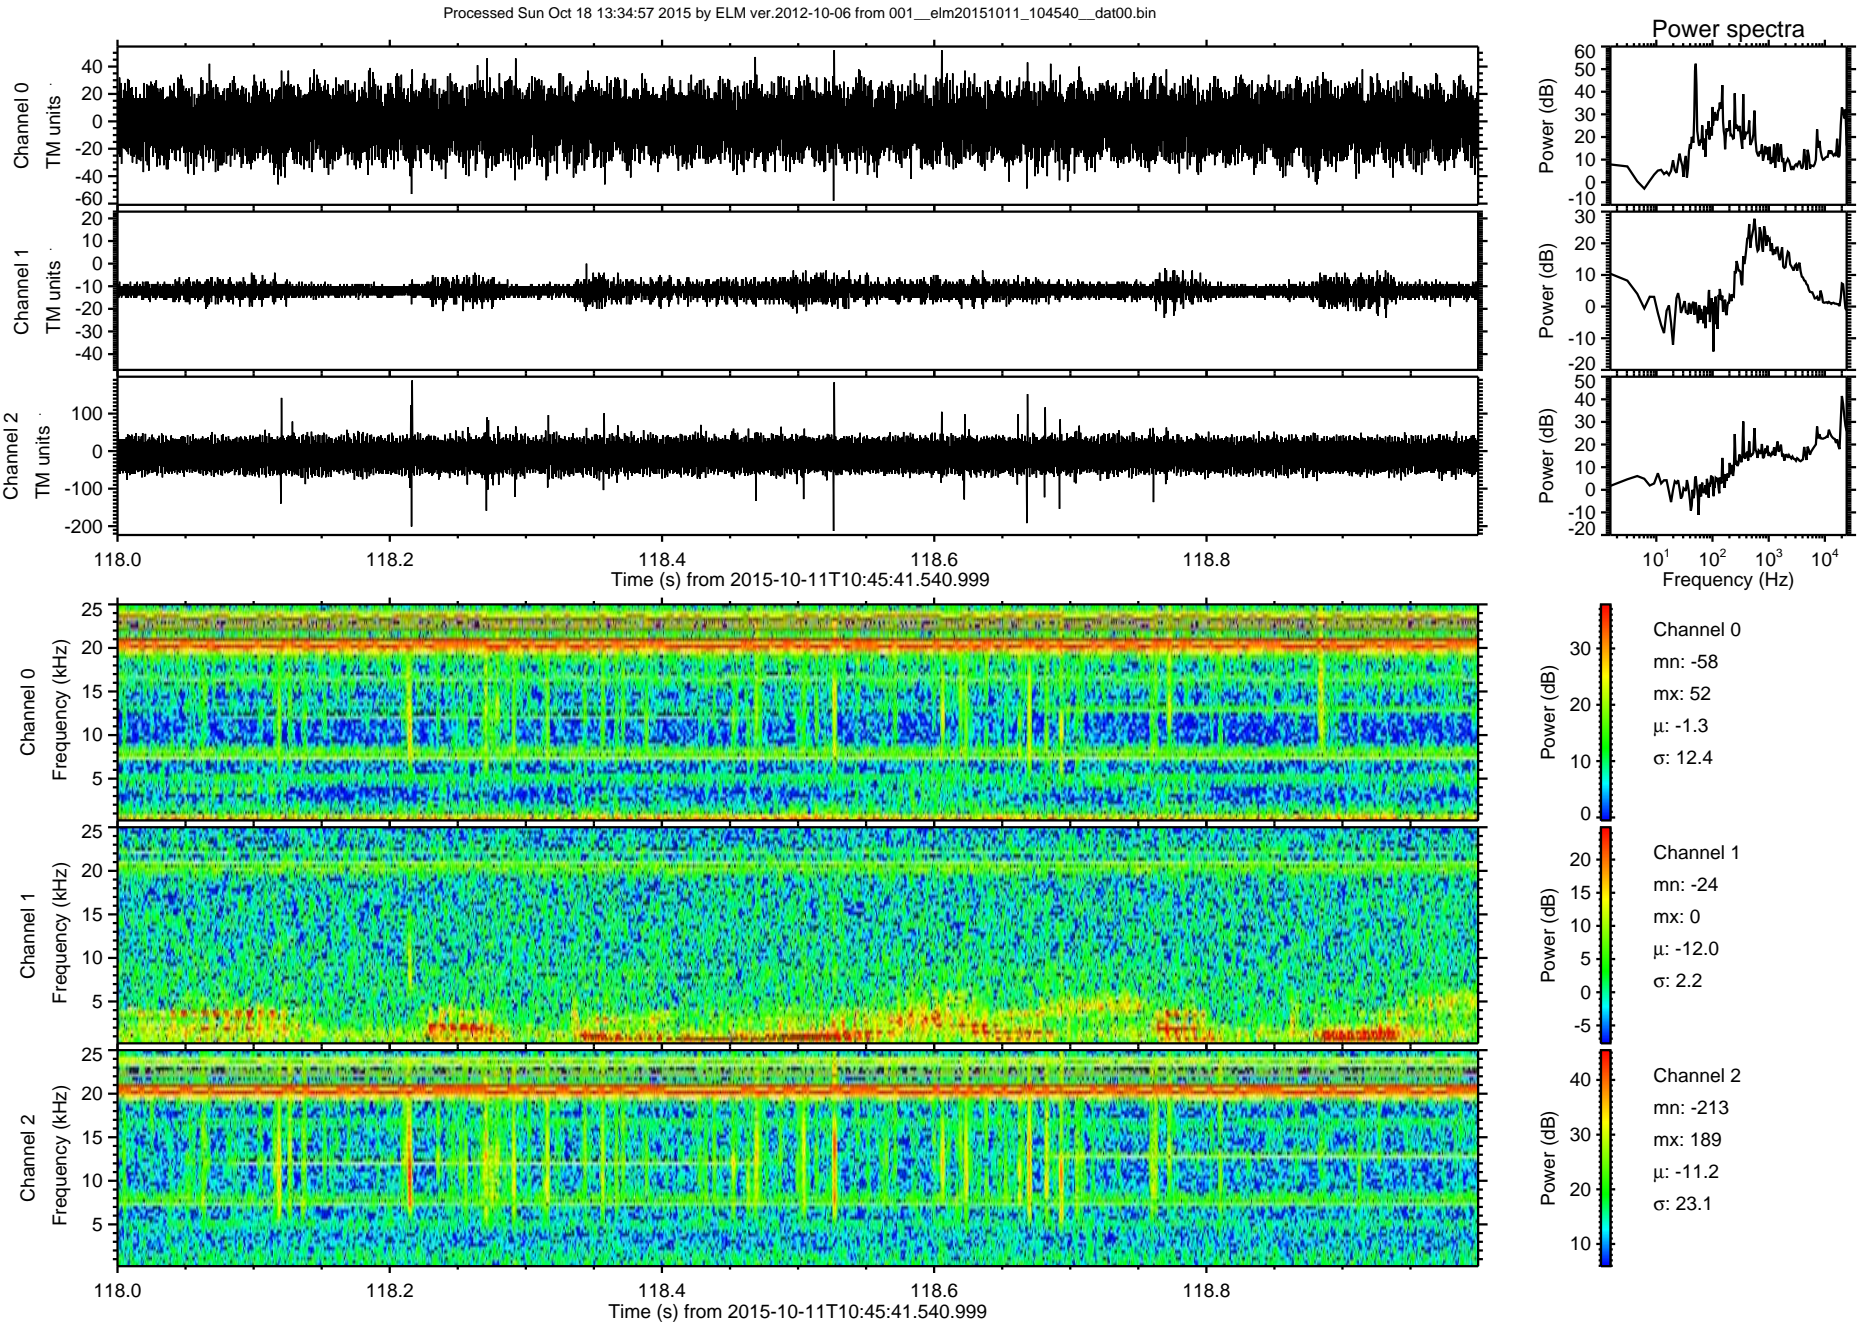 Processed Sun Oct 18 13:34:57 2015 by ELM ver.2012-10-06 from 001__elm20151011_104540__dat00.bin
Power spectra
Channel 0
TM units
40
20
0
-20
-40
-60
Power (dB)
60
50
40
30
20
10
0
-10
Channel 1
TM units
20
10
0
-10
-20
-30
-40
Power (dB)
30
20
10
0
-10
-20
Channel 2
TM units
100
0
-100
-200
Power (dB)
50
40
30
20
10
0
-10
-20
118.0 118.2 118.4 118.6 118.8
Time (s) from 2015-10-11T10:45:41.540.999
10^1 10^2 10^3 10^4
Frequency (Hz)
Channel 0
Frequency (kHz)
25
20
15
10
5
Power (dB)
30
20
10
0
Channel 0
mn: -58
mx: 52
μ: -1.3
σ: 12.4
Channel 1
Frequency (kHz)
25
20
15
10
5
Power (dB)
20
15
10
5
0
-5
Channel 1
mn: -24
mx: 0
μ: -12.0
σ: 2.2
Channel 2
Frequency (kHz)
25
20
15
10
5
Power (dB)
40
30
20
10
Channel 2
mn: -213
mx: 189
μ: -11.2
σ: 23.1
118.0 118.2 118.4 118.6 118.8
Time (s) from 2015-10-11T10:45:41.540.999